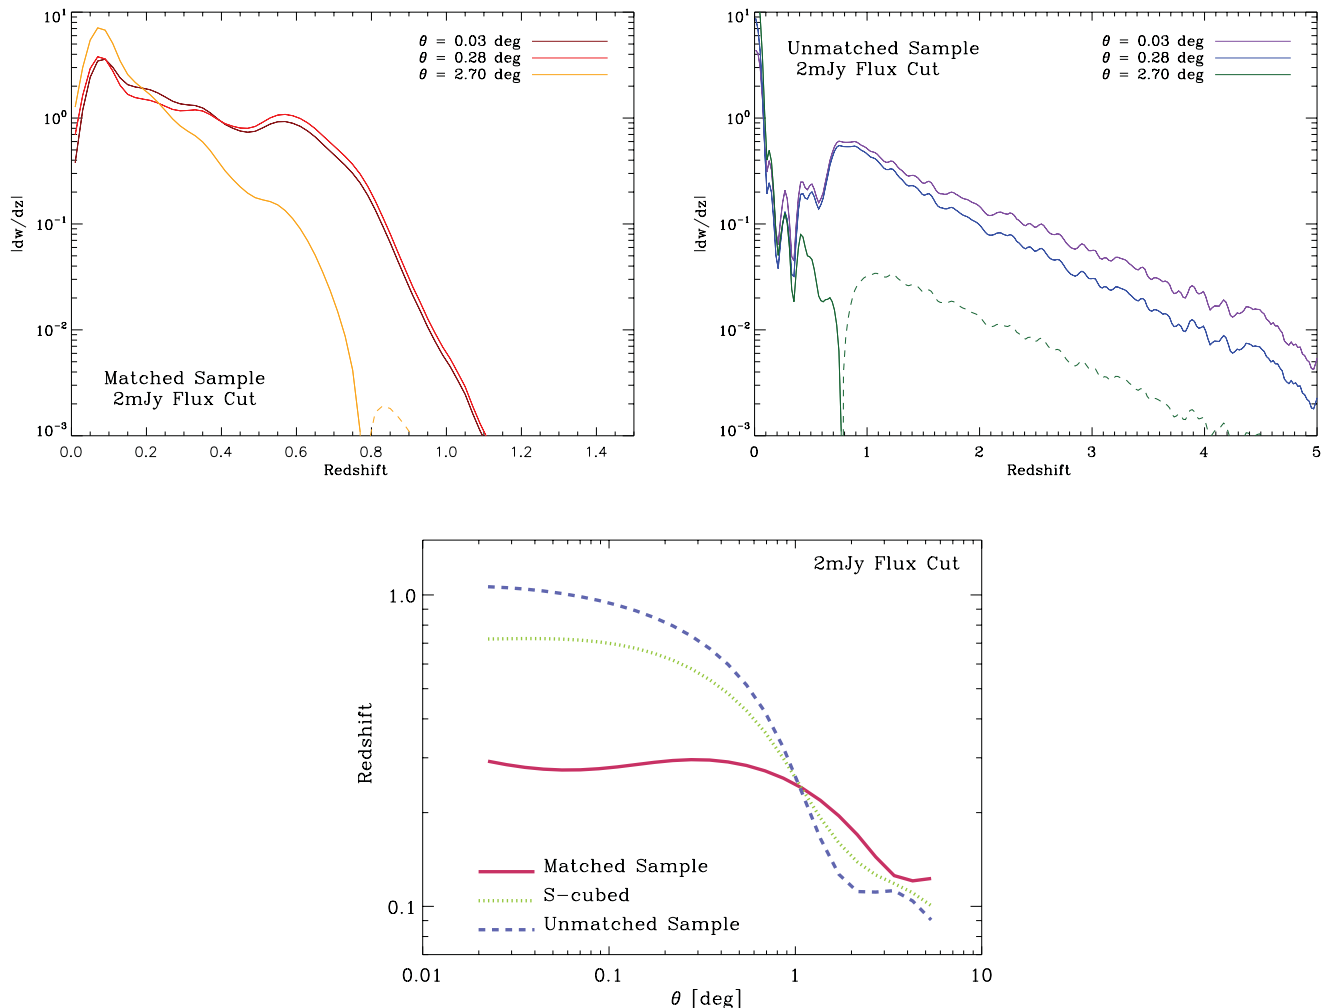 10¹
10⁰
10⁻¹
10⁻²
10⁻³
|dw/dz|
θ = 0.03 deg
θ = 0.28 deg
θ = 2.70 deg
Matched Sample
2mJy Flux Cut
0.0 0.2 0.4 0.6 0.8 1.0 1.2 1.4
Redshift
10¹
10⁰
10⁻¹
10⁻²
10⁻³
|dw/dz|
Unmatched Sample
2mJy Flux Cut
θ = 0.03 deg
θ = 0.28 deg
θ = 2.70 deg
0 1 2 3 4 5
Redshift
2mJy Flux Cut
1.0
0.1
Redshift
Matched Sample
S-cubed
Unmatched Sample
0.01 0.1 1 10
θ [deg]